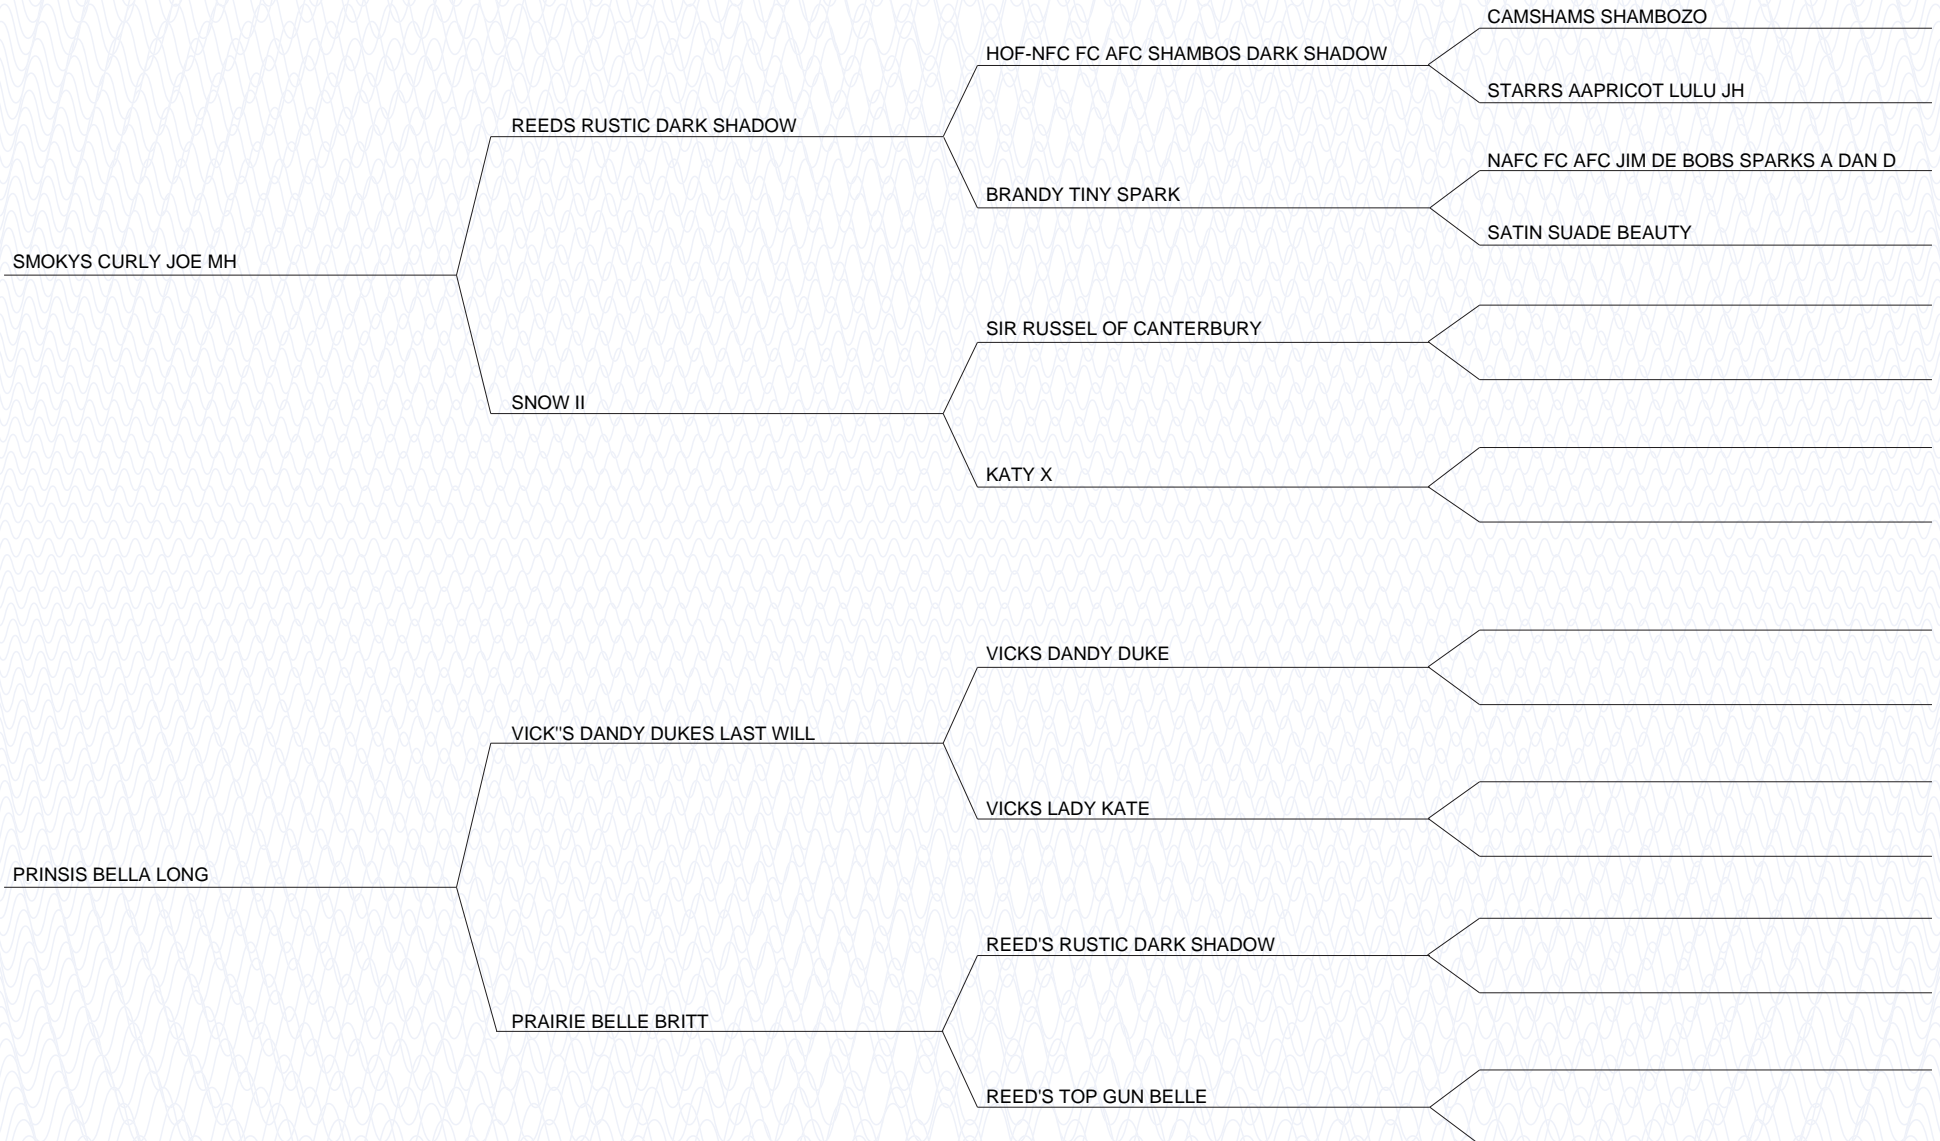 CAMSHAMS SHAMBOZO
HOF-NFC FC AFC SHAMBOS DARK SHADOW
STARRS AAPRICOT LULU JH
REEDS RUSTIC DARK SHADOW
NAFC FC AFC JIM DE BOBS SPARKS A DAN D
BRANDY TINY SPARK
SATIN SUADE BEAUTY
SMOKYS CURLY JOE MH
SIR RUSSEL OF CANTERBURY
SNOW II
KATY X
VICKS DANDY DUKE
VICK"S DANDY DUKES LAST WILL
VICKS LADY KATE
PRINSIS BELLA LONG
REED'S RUSTIC DARK SHADOW
PRAIRIE BELLE BRITT
REED'S TOP GUN BELLE